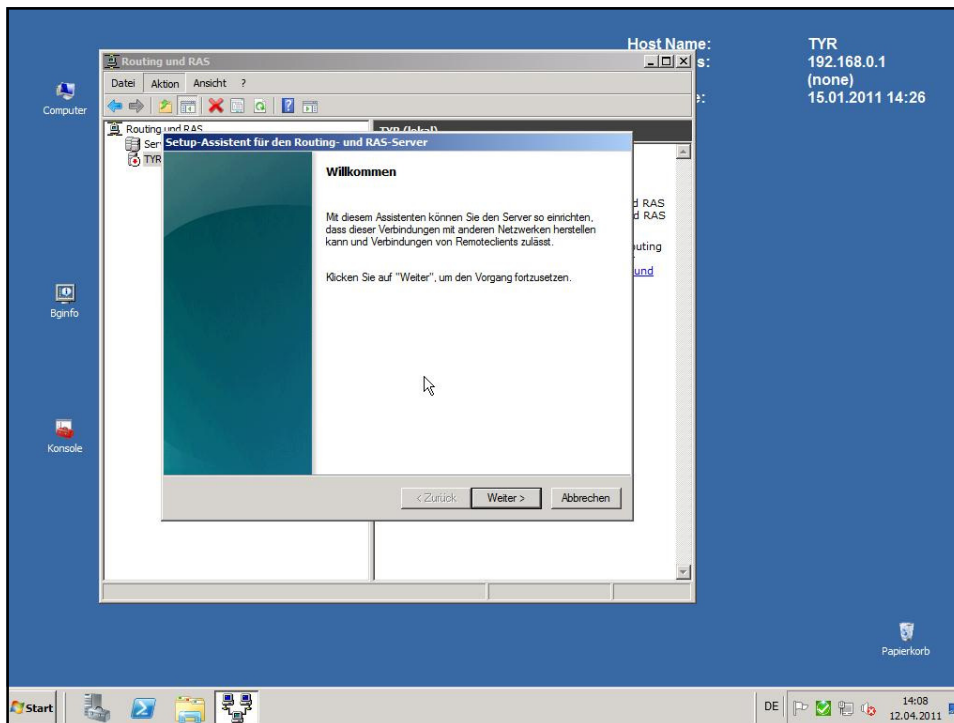 Host Name:
TYR
s:
192.168.0.1
(none)
e:
15.01.2011 14:26
Computer
Bginfo
Konsole
Papierkorb
Routing und RAS
Datei Aktion Ansicht ?
Routing und RAS
Ser
TYR
TYR (lokal)
d RAS
d RAS
outing
und
Setup-Assistent für den Routing- und RAS-Server
Willkommen
Mit diesem Assistenten können Sie den Server so einrichten,
dass dieser Verbindungen mit anderen Netzwerken herstellen
kann und Verbindungen von Remoteclients zulässt.
Klicken Sie auf "Weiter", um den Vorgang fortzusetzen.
< Zurück
Weiter >
Abbrechen
Start
DE
14:08
12.04.2011